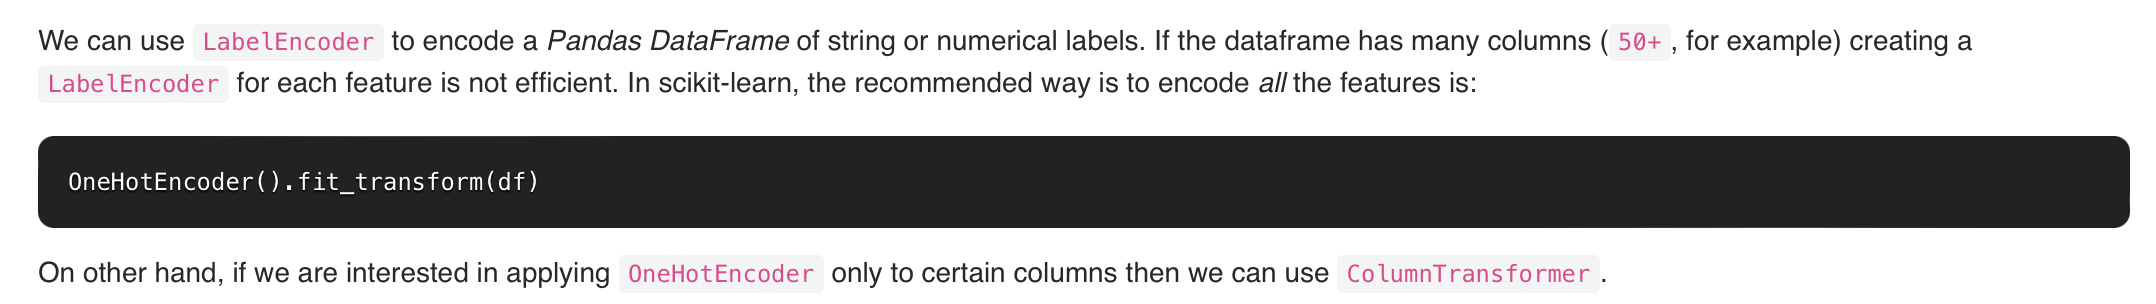 We can use LabelEncoder to encode a Pandas DataFrame of string or numerical labels. If the dataframe has many columns ( 50+ , for example) creating a
LabelEncoder for each feature is not efficient. In scikit-learn, the recommended way is to encode all the features is:
OneHotEncoder().fit_transform(df)
On other hand, if we are interested in applying OneHotEncoder only to certain columns then we can use ColumnTransformer .